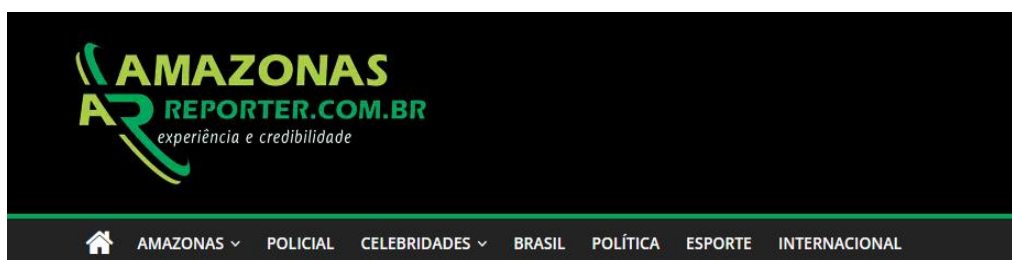 AMAZONAS
AR REPORTER.COM.BR
experiência e credibilidade
AMAZONAS POLICIAL CELEBRIDADES BRASIL POLÍTICA ESPORTE INTERNACIONAL